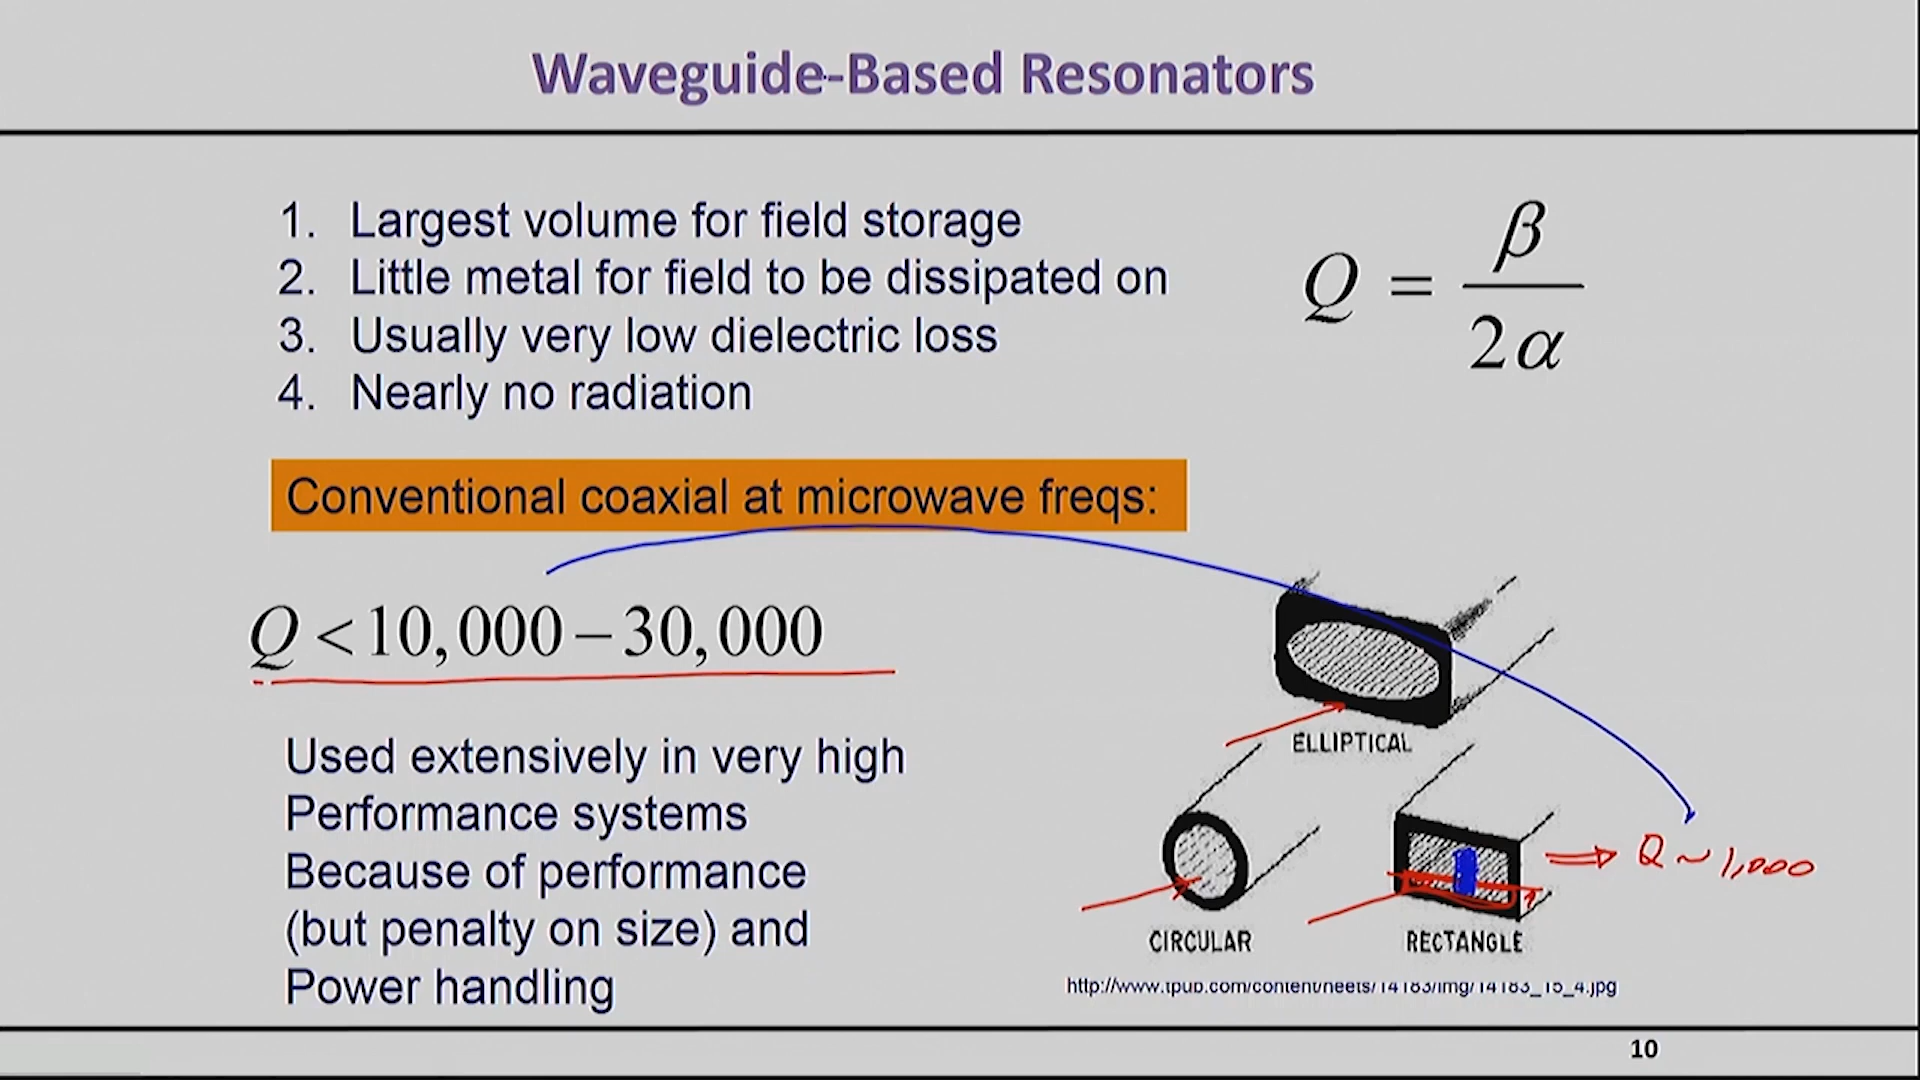 Waveguide-Based Resonators
1. Largest volume for field storage
2. Little metal for field to be dissipated on
3. Usually very low dielectric loss
4. Nearly no radiation
Q = β / 2α
Conventional coaxial at microwave freqs:
Q < 10,000 – 30,000
Used extensively in very high
Performance systems
Because of performance
(but penalty on size) and
Power handling
ELLIPTICAL
⇒ Q ~ 1,000
CIRCULAR
RECTANGLE
http://www.tpub.com/content/neets/14183/img/14183_15_4.jpg
10